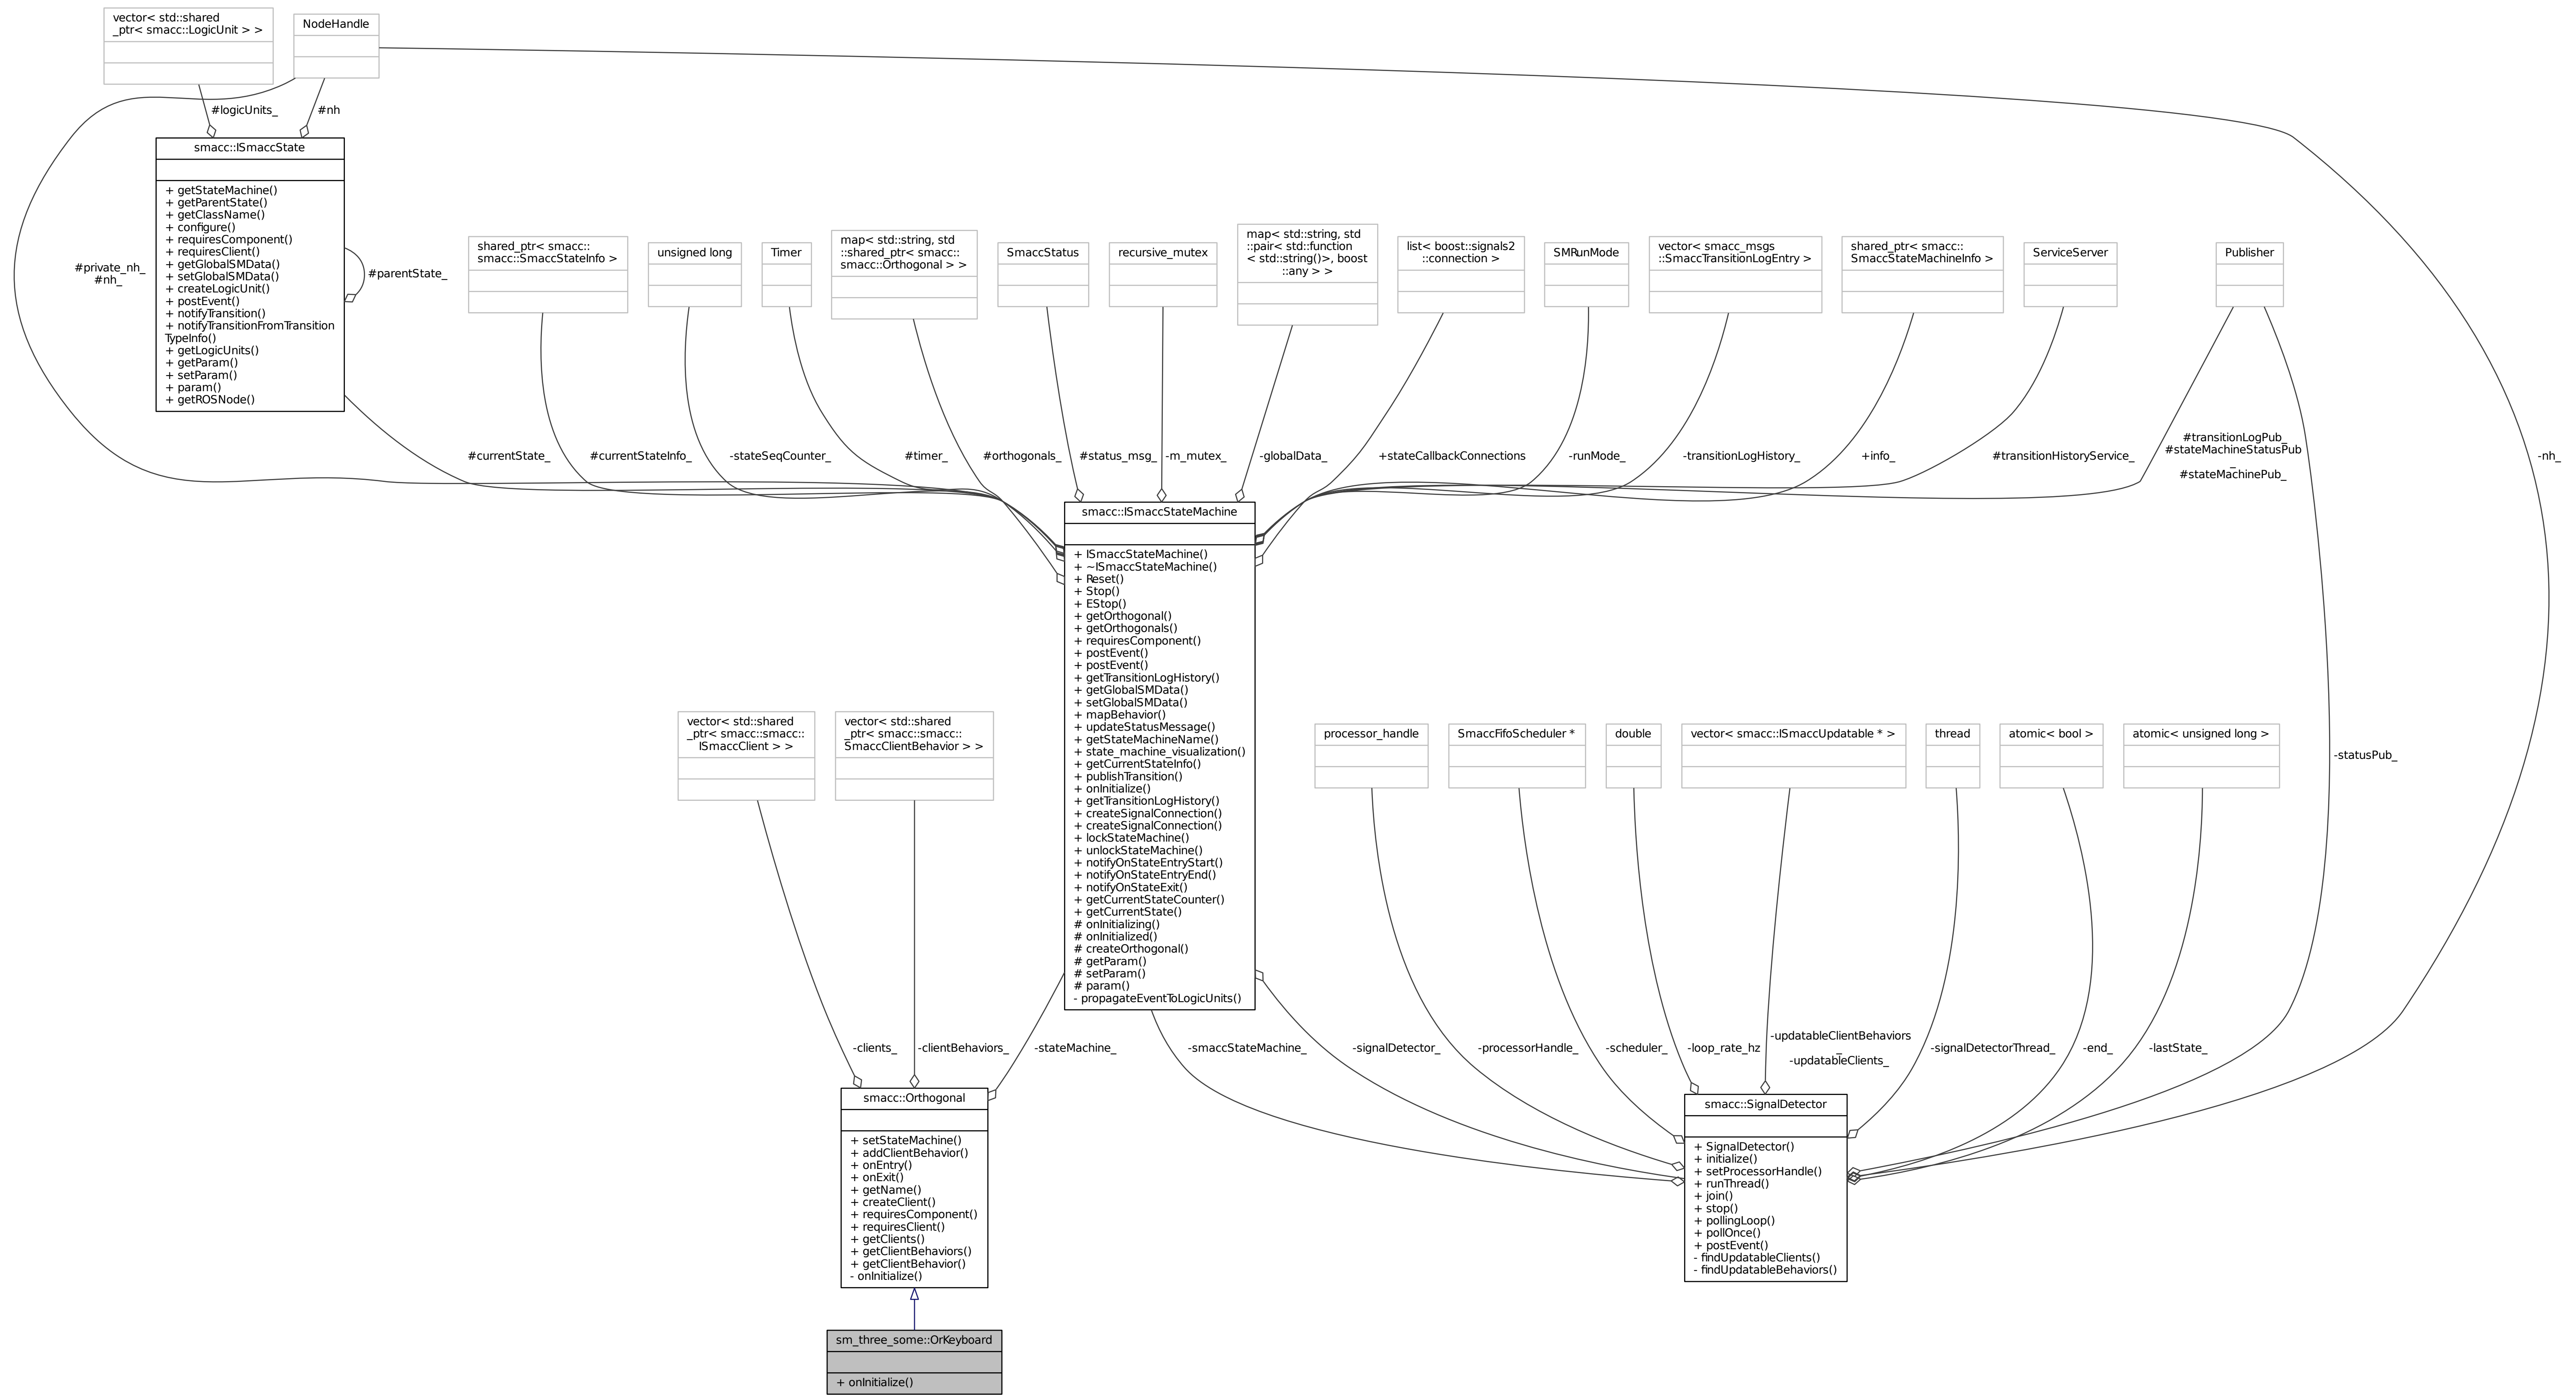 vector< std::shared
_ptr< smacc::LogicUnit > >
NodeHandle
#logicUnits_
#nh
smacc::ISmaccState
+ getStateMachine()
+ getParentState()
+ getClassName()
+ configure()
+ requiresComponent()
+ requiresClient()
+ getGlobalSMData()
+ setGlobalSMData()
+ createLogicUnit()
+ postEvent()
+ notifyTransition()
+ notifyTransitionFromTransition
TypeInfo()
+ getLogicUnits()
+ getParam()
+ setParam()
+ param()
+ getROSNode()
#private_nh_
#nh_
#parentState_
shared_ptr< smacc::
smacc::SmaccStateInfo >
unsigned long
Timer
map< std::string, std
::shared_ptr< smacc::
smacc::Orthogonal > >
SmaccStatus
recursive_mutex
map< std::string, std
::pair< std::function
< std::string()>, boost
::any > >
list< boost::signals2
::connection >
SMRunMode
vector< smacc_msgs
::SmaccTransitionLogEntry >
shared_ptr< smacc::
SmaccStateMachineInfo >
ServiceServer
Publisher
#currentState_
#currentStateInfo_
-stateSeqCounter_
#timer_
#orthogonals_
#status_msg_
-m_mutex_
-globalData_
+stateCallbackConnections
-runMode_
-transitionLogHistory_
+info_
#transitionHistoryService_
#transitionLogPub_
#stateMachineStatusPub
_
#stateMachinePub_
-nh_
smacc::ISmaccStateMachine
+ ISmaccStateMachine()
+ ~ISmaccStateMachine()
+ Reset()
+ Stop()
+ EStop()
+ getOrthogonal()
+ getOrthogonals()
+ requiresComponent()
+ postEvent()
+ postEvent()
+ getTransitionLogHistory()
+ getGlobalSMData()
+ setGlobalSMData()
+ mapBehavior()
+ updateStatusMessage()
+ getStateMachineName()
+ state_machine_visualization()
+ getCurrentStateInfo()
+ publishTransition()
+ onInitialize()
+ getTransitionLogHistory()
+ createSignalConnection()
+ createSignalConnection()
+ lockStateMachine()
+ unlockStateMachine()
+ notifyOnStateEntryStart()
+ notifyOnStateEntryEnd()
+ notifyOnStateExit()
+ getCurrentStateCounter()
+ getCurrentState()
# onInitializing()
# onInitialized()
# createOrthogonal()
# getParam()
# setParam()
# param()
- propagateEventToLogicUnits()
vector< std::shared
_ptr< smacc::smacc::
ISmaccClient > >
vector< std::shared
_ptr< smacc::smacc::
SmaccClientBehavior > >
processor_handle
SmaccFifoScheduler *
double
vector< smacc::ISmaccUpdatable * >
thread
atomic< bool >
atomic< unsigned long >
-statusPub_
-clients_
-clientBehaviors_
-stateMachine_
-smaccStateMachine_
-signalDetector_
-processorHandle_
-scheduler_
-loop_rate_hz
-updatableClientBehaviors
_
-updatableClients_
-signalDetectorThread_
-end_
-lastState_
smacc::Orthogonal
+ setStateMachine()
+ addClientBehavior()
+ onEntry()
+ onExit()
+ getName()
+ createClient()
+ requiresComponent()
+ requiresClient()
+ getClients()
+ getClientBehaviors()
+ getClientBehavior()
- onInitialize()
smacc::SignalDetector
+ SignalDetector()
+ initialize()
+ setProcessorHandle()
+ runThread()
+ join()
+ stop()
+ pollingLoop()
+ pollOnce()
+ postEvent()
- findUpdatableClients()
- findUpdatableBehaviors()
sm_three_some::OrKeyboard
+ onInitialize()